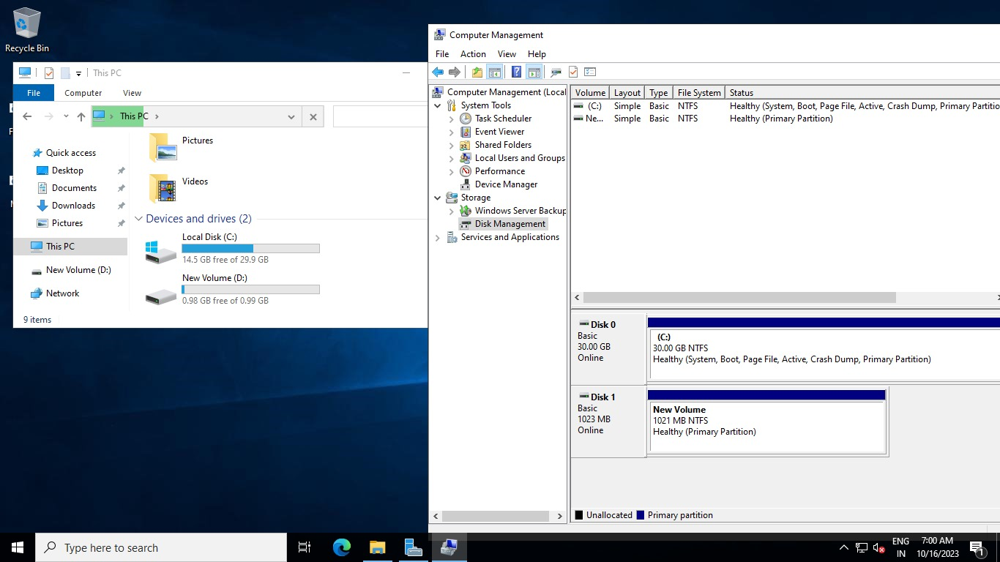 Recycle Bin
This PC
File
Computer
View
This PC
Quick access
Desktop
Documents
Downloads
Pictures
This PC
New Volume (D:)
Network
Pictures
Videos
Devices and drives (2)
Local Disk (C:)
14.5 GB free of 29.9 GB
New Volume (D:)
0.98 GB free of 0.99 GB
9 items
Computer Management
File Action View Help
Computer Management (Local
System Tools
Task Scheduler
Event Viewer
Shared Folders
Local Users and Groups
Performance
Device Manager
Storage
Windows Server Backup
Disk Management
Services and Applications
Volume Layout Type File System Status
(C:) Simple Basic NTFS Healthy (System, Boot, Page File, Active, Crash Dump, Primary Partitio
Ne... Simple Basic NTFS Healthy (Primary Partition)
Disk 0
Basic
30.00 GB
Online
(C:)
30.00 GB NTFS
Healthy (System, Boot, Page File, Active, Crash Dump, Primary Partition)
Disk 1
Basic
1023 MB
Online
New Volume
1021 MB NTFS
Healthy (Primary Partition)
Unallocated Primary partition
Type here to search
ENG
IN
7:00 AM
10/16/2023
1